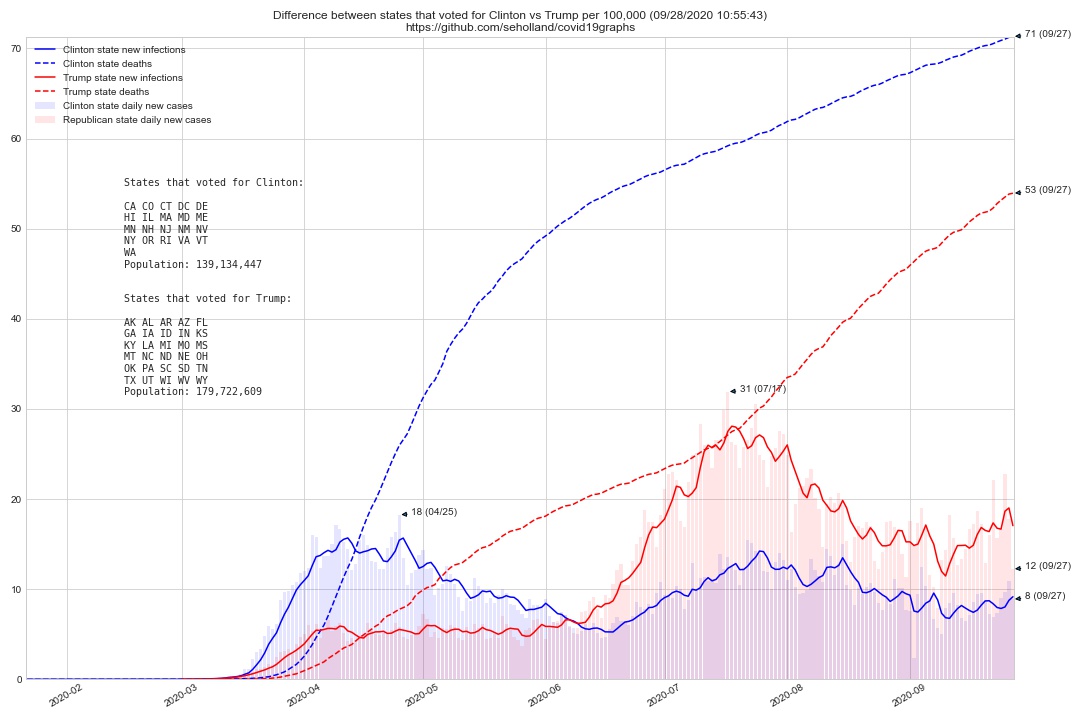 Difference between states that voted for Clinton vs Trump per 100,000 (09/28/2020 10:55:43)
https://github.com/seholland/covid19graphs
71 (09/27)
70
Clinton state new infections
Clinton state deaths
Trump state new infections
Trump state deaths
Clinton state daily new cases
Republican state daily new cases
60
States that voted for Clinton:
CA CO CT DC DE
HI IL MA MD ME
MN NH NJ NM NV
NY OR RI VA VT
WA
Population: 139,134,447
53 (09/27)
50
States that voted for Trump:
AK AL AR AZ FL
GA IA ID IN KS
KY LA MI MO MS
MT NC ND NE OH
OK PA SC SD TN
TX UT WI WV WY
Population: 179,722,609
40
31 (07/17)
30
20
18 (04/25)
12 (09/27)
10
8 (09/27)
0
2020-02
2020-03
2020-04
2020-05
2020-06
2020-07
2020-08
2020-09